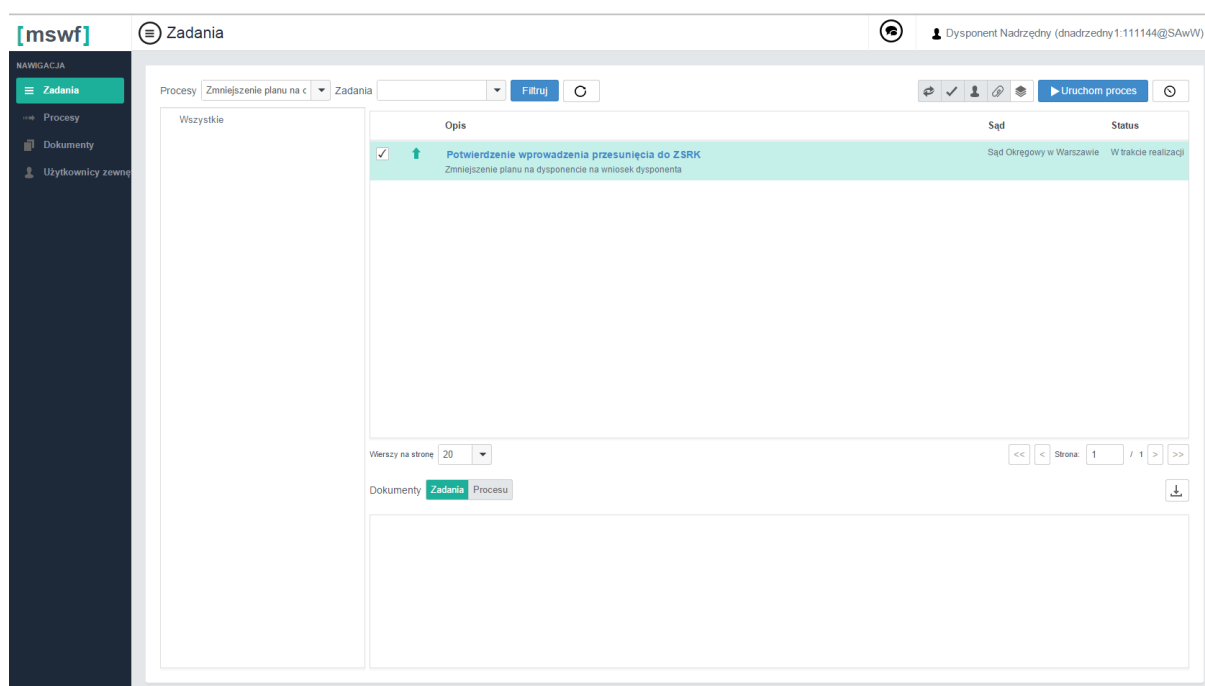 [mswf]
Zadania
Dysponent Nadrzędny (dnadrzedny1:111144@SAwW)
NAWIGACJA
Zadania
Procesy
Dokumenty
Użytkownicy zewnę
Procesy Zmniejszenie planu na d Zadania Filtruj Uruchom proces
Wszystkie
Opis Sąd Status
Potwierdzenie wprowadzenia przesunięcia do ZSRK Sąd Okręgowy w Warszawie W trakcie realizacji
Zmniejszenie planu na dysponencie na wniosek dysponenta
Wierszy na stronę 20 << < Strona: 1 / 1 > >>
Dokumenty Zadania Procesu